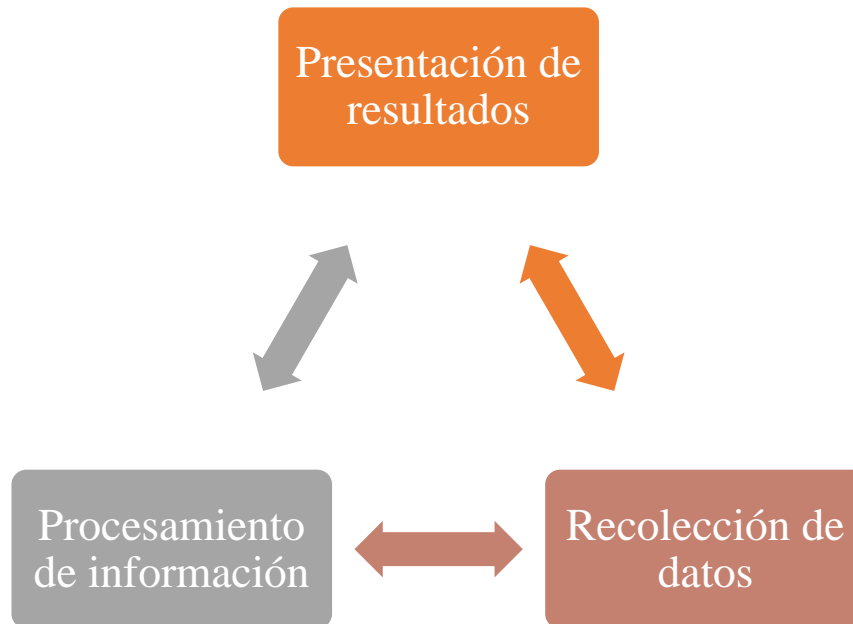 Presentación de
resultados
Procesamiento
de información
Recolección de
datos